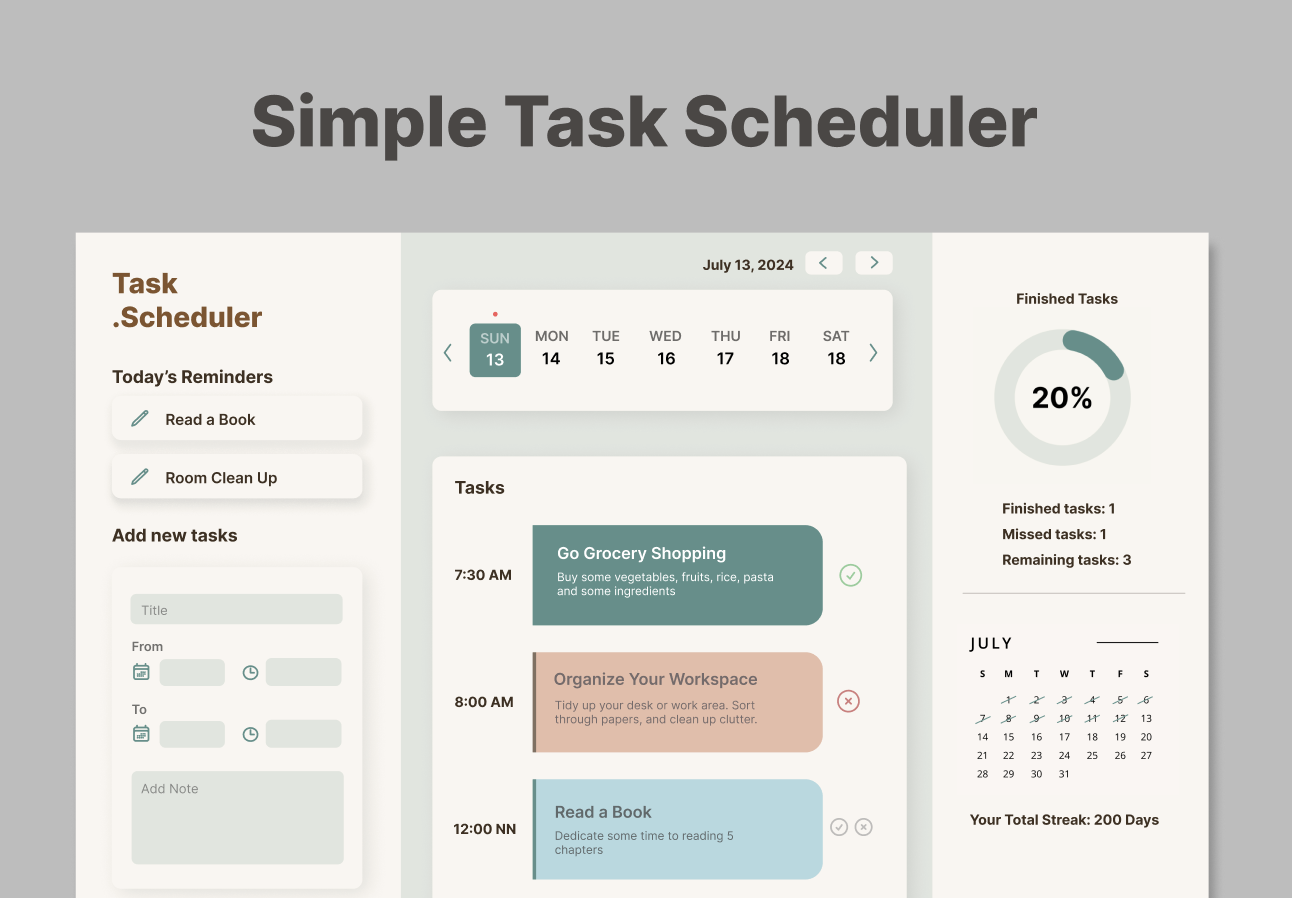 Simple Task Scheduler
Task
.Scheduler
Today’s Reminders
Read a Book
Room Clean Up
Add new tasks
Title
From
To
Add Note
July 13, 2024
SUN MON TUE WED THU FRI SAT
13 14 15 16 17 18 18
Tasks
7:30 AM
Go Grocery Shopping
Buy some vegetables, fruits, rice, pasta
and some ingredients
8:00 AM
Organize Your Workspace
Tidy up your desk or work area. Sort
through papers, and clean up clutter.
12:00 NN
Read a Book
Dedicate some time to reading 5
chapters
Finished Tasks
20%
Finished tasks: 1
Missed tasks: 1
Remaining tasks: 3
JULY
S M T W T F S
1 2 3 4 5 6
7 8 9 10 11 12 13
14 15 16 17 18 19 20
21 22 23 24 25 26 27
28 29 30 31
Your Total Streak: 200 Days